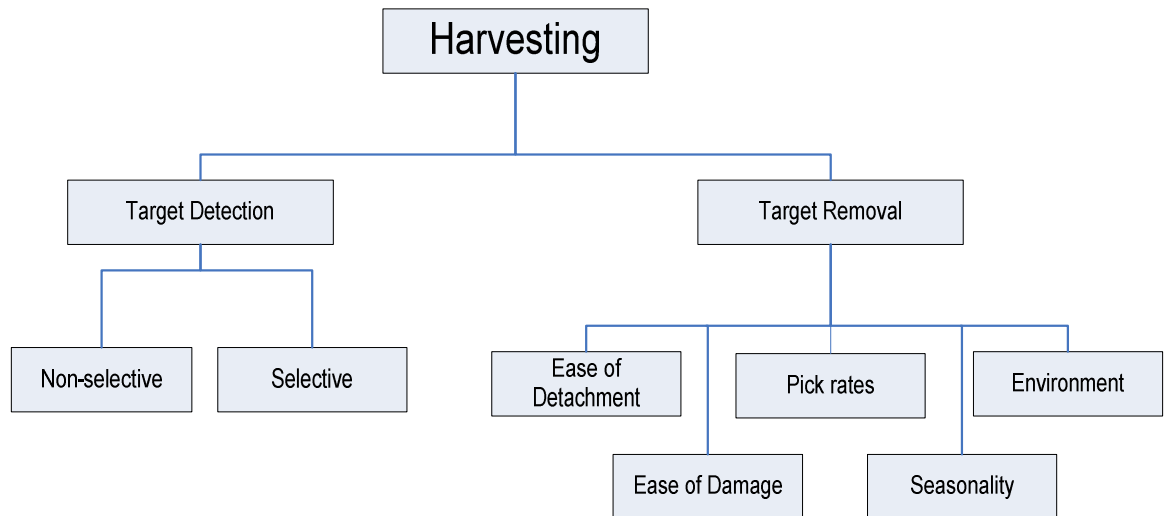 Harvesting
Target Detection
Target Removal
Non-selective
Selective
Ease of
Detachment
Pick rates
Environment
Ease of Damage
Seasonality